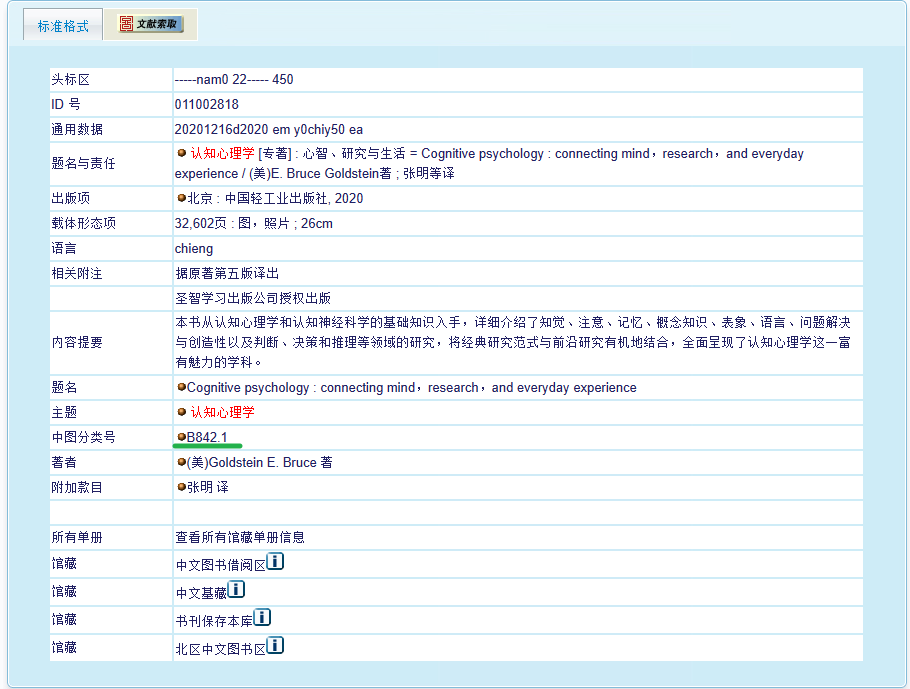 标准格式 文献索取
头标区 -----nam0 22----- 450
ID 号 011002818
通用数据 20201216d2020 em y0chiy50 ea
题名与责任 认知心理学 [专著] : 心智、研究与生活 = Cognitive psychology : connecting mind，research，and everyday
experience / (美)E. Bruce Goldstein著 ; 张明等译
出版项 北京 : 中国轻工业出版社, 2020
载体形态项 32,602页 : 图，照片 ; 26cm
语言 chieng
相关附注 据原著第五版译出
圣智学习出版公司授权出版
内容提要 本书从认知心理学和认知神经科学的基础知识入手，详细介绍了知觉、注意、记忆、概念知识、表象、语言、问题解决
与创造性以及判断、决策和推理等领域的研究，将经典研究范式与前沿研究有机地结合，全面呈现了认知心理学这一富
有魅力的学科。
题名 Cognitive psychology : connecting mind，research，and everyday experience
主题 认知心理学
中图分类号 B842.1
著者 (美)Goldstein E. Bruce 著
附加款目 张明 译
所有单册 查看所有馆藏单册信息
馆藏 中文图书借阅区
馆藏 中文基藏
馆藏 书刊保存本库
馆藏 北区中文图书区